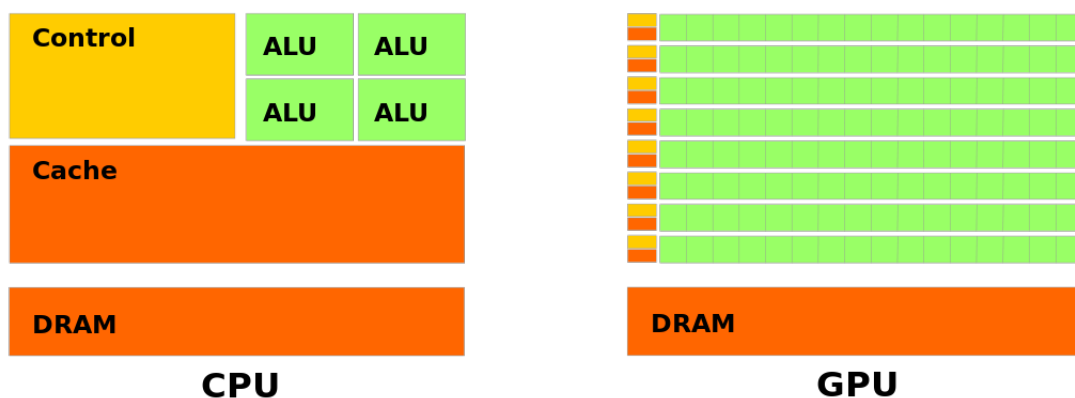 Control
ALU ALU
ALU ALU
Cache
DRAM
CPU
DRAM
GPU